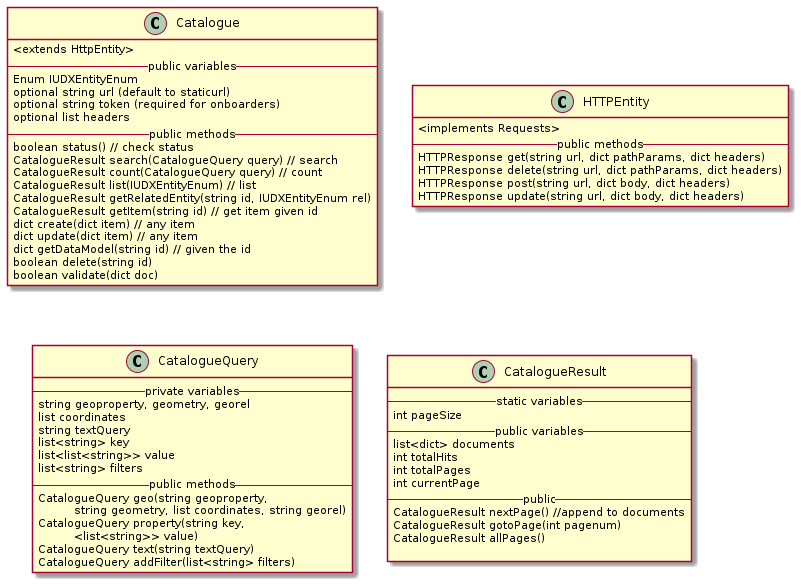 C Catalogue
<extends HttpEntity>
public variables
Enum IUDXEntityEnum
optional string url (default to staticurl)
optional string token (required for onboarders)
optional list headers
public methods
boolean status() // check status
CatalogueResult search(CatalogueQuery query) // search
CatalogueResult count(CatalogueQuery query) // count
CatalogueResult list(IUDXEntityEnum) // list
CatalogueResult getRelatedEntity(string id, IUDXEntityEnum rel)
CatalogueResult getItem(string id) // get item given id
dict create(dict item) // any item
dict update(dict item) // any item
dict getDataModel(string id) // given the id
boolean delete(string id)
boolean validate(dict doc)
C HTTPEntity
<implements Requests>
public methods
HTTPResponse get(string url, dict pathParams, dict headers)
HTTPResponse delete(string url, dict pathParams, dict headers)
HTTPResponse post(string url, dict body, dict headers)
HTTPResponse update(string url, dict body, dict headers)
C CatalogueQuery
private variables
string geoproperty, geometry, georel
list coordinates
string textQuery
list<string> key
list<list<string>> value
list<string> filters
public methods
CatalogueQuery geo(string geoproperty,
string geometry, list coordinates, string georel)
CatalogueQuery property(string key,
<list<string>> value)
CatalogueQuery text(string textQuery)
CatalogueQuery addFilter(list<string> filters)
C CatalogueResult
static variables
int pageSize
public variables
list<dict> documents
int totalHits
int totalPages
int currentPage
public
CatalogueResult nextPage() //append to documents
CatalogueResult gotoPage(int pagenum)
CatalogueResult allPages()